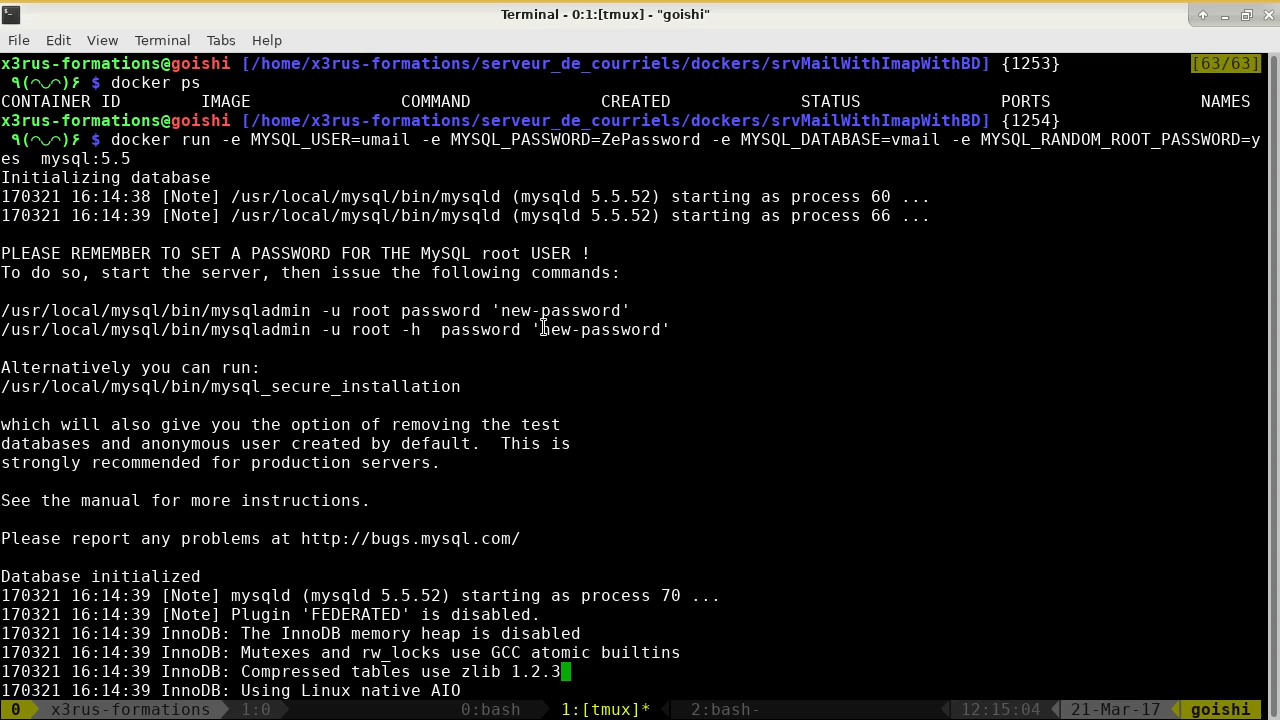 Terminal - 0:1:[tmux] - "goishi"
File Edit View Terminal Tabs Help
x3rus-formations@goishi [/home/x3rus-formations/serveur_de_courriels/dockers/srvMailWithImapWithBD] {1253} [63/63]
٩(◠◡◠)۶ $ docker ps
CONTAINER ID IMAGE COMMAND CREATED STATUS PORTS NAMES
x3rus-formations@goishi [/home/x3rus-formations/serveur_de_courriels/dockers/srvMailWithImapWithBD] {1254}
٩(◠◡◠)۶ $ docker run -e MYSQL_USER=umail -e MYSQL_PASSWORD=ZePassword -e MYSQL_DATABASE=vmail -e MYSQL_RANDOM_ROOT_PASSWORD=y
es  mysql:5.5
Initializing database
170321 16:14:38 [Note] /usr/local/mysql/bin/mysqld (mysqld 5.5.52) starting as process 60 ...
170321 16:14:39 [Note] /usr/local/mysql/bin/mysqld (mysqld 5.5.52) starting as process 66 ...
PLEASE REMEMBER TO SET A PASSWORD FOR THE MySQL root USER !
To do so, start the server, then issue the following commands:
/usr/local/mysql/bin/mysqladmin -u root password 'new-password'
/usr/local/mysql/bin/mysqladmin -u root -h  password 'new-password'
Alternatively you can run:
/usr/local/mysql/bin/mysql_secure_installation
which will also give you the option of removing the test
databases and anonymous user created by default.  This is
strongly recommended for production servers.
See the manual for more instructions.
Please report any problems at http://bugs.mysql.com/
Database initialized
170321 16:14:39 [Note] mysqld (mysqld 5.5.52) starting as process 70 ...
170321 16:14:39 [Note] Plugin 'FEDERATED' is disabled.
170321 16:14:39 InnoDB: The InnoDB memory heap is disabled
170321 16:14:39 InnoDB: Mutexes and rw_locks use GCC atomic builtins
170321 16:14:39 InnoDB: Compressed tables use zlib 1.2.3
170321 16:14:39 InnoDB: Using Linux native AIO
0 x3rus-formations 1:0 0:bash 1:[tmux]* 2:bash- 12:15:04 21-Mar-17 goishi